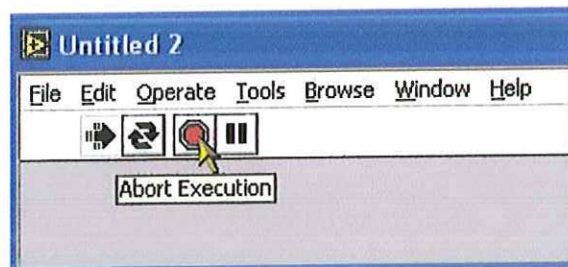 Untitled 2
File Edit Operate Tools Browse Window Help
Abort Execution